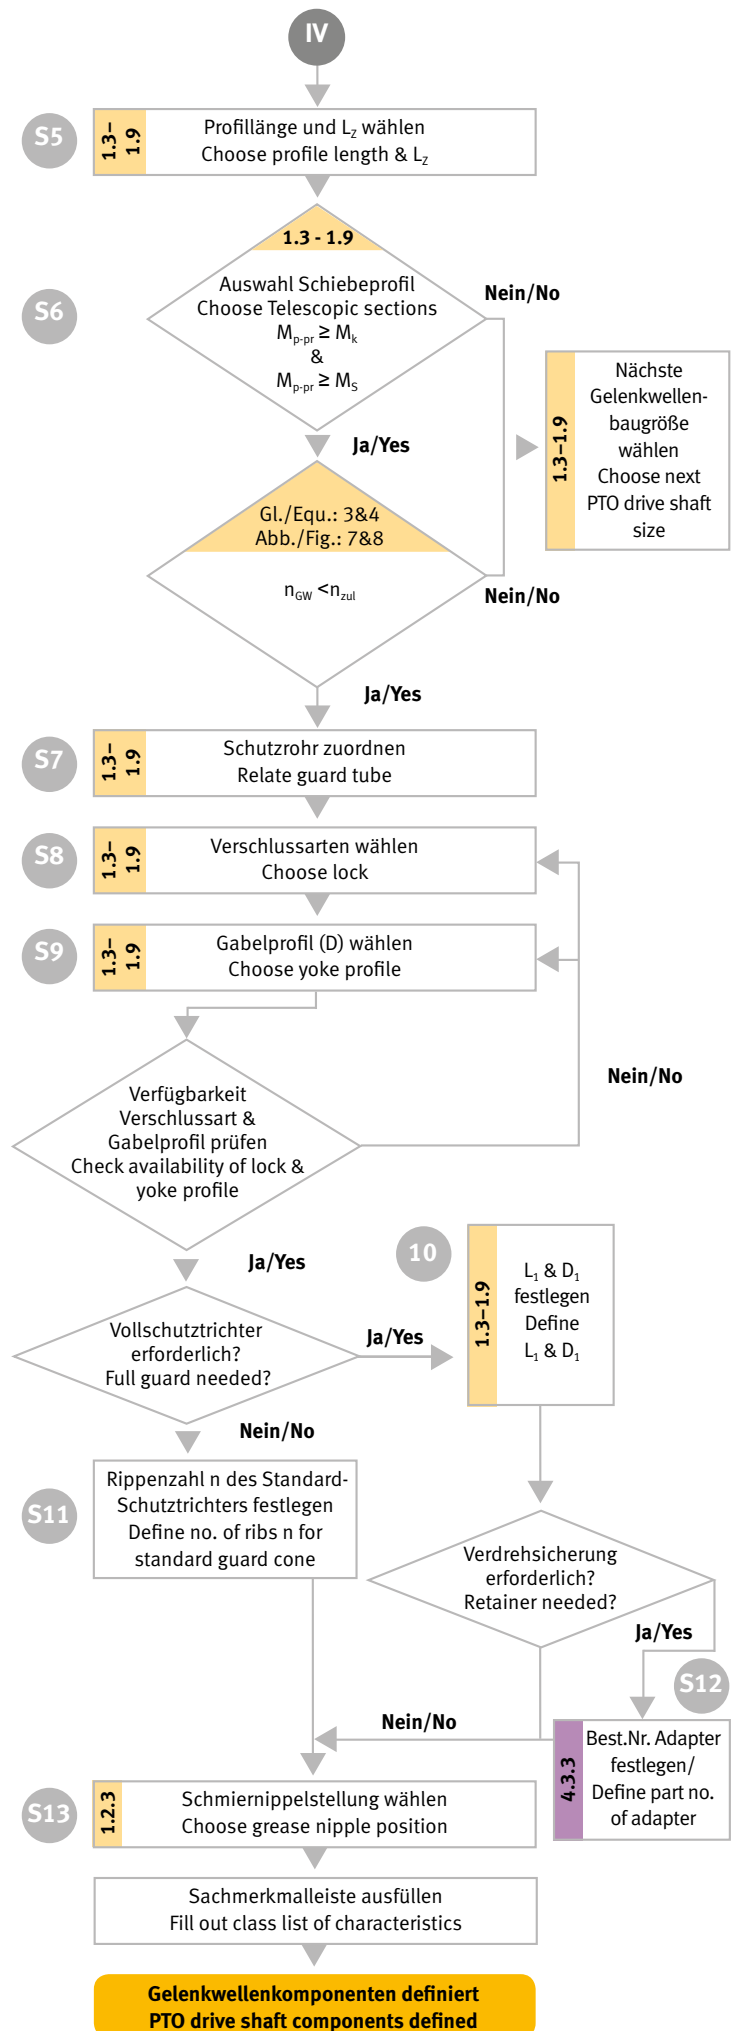 IV
S5
1.3–
1.9
Profillänge und Lz wählen
Choose profile length & Lz
S6
1.3 - 1.9
Auswahl Schiebeprofil
Choose Telescopic sections
Mp-pr ≥ Mk
&
Mp-pr ≥ MS
Nein/No
1.3–1.9
Nächste
Gelenkwellen-
baugröße
wählen
Choose next
PTO drive shaft
size
Ja/Yes
Gl./Equ.: 3&4
Abb./Fig.: 7&8
nGW <nzul
Nein/No
Ja/Yes
S7
1.3–
1.9
Schutzrohr zuordnen
Relate guard tube
S8
1.3–
1.9
Verschlussarten wählen
Choose lock
S9
1.3–
1.9
Gabelprofil (D) wählen
Choose yoke profile
Verfügbarkeit
Verschlussart &
Gabelprofil prüfen
Check availability of lock &
yoke profile
Nein/No
Ja/Yes
Vollschutztrichter
erforderlich?
Full guard needed?
Ja/Yes
10
1.3–1.9
L1 & D1
festlegen
Define
L1 & D1
Nein/No
S11
Rippenzahl n des Standard-
Schutztrichters festlegen
Define no. of ribs n for
standard guard cone
Verdrehsicherung
erforderlich?
Retainer needed?
Ja/Yes
S12
4.3.3
Best.Nr. Adapter
festlegen/
Define part no.
of adapter
Nein/No
S13
1.2.3
Schmiernippelstellung wählen
Choose grease nipple position
Sachmerkmalleiste ausfüllen
Fill out class list of characteristics
Gelenkwellenkomponenten definiert
PTO drive shaft components defined